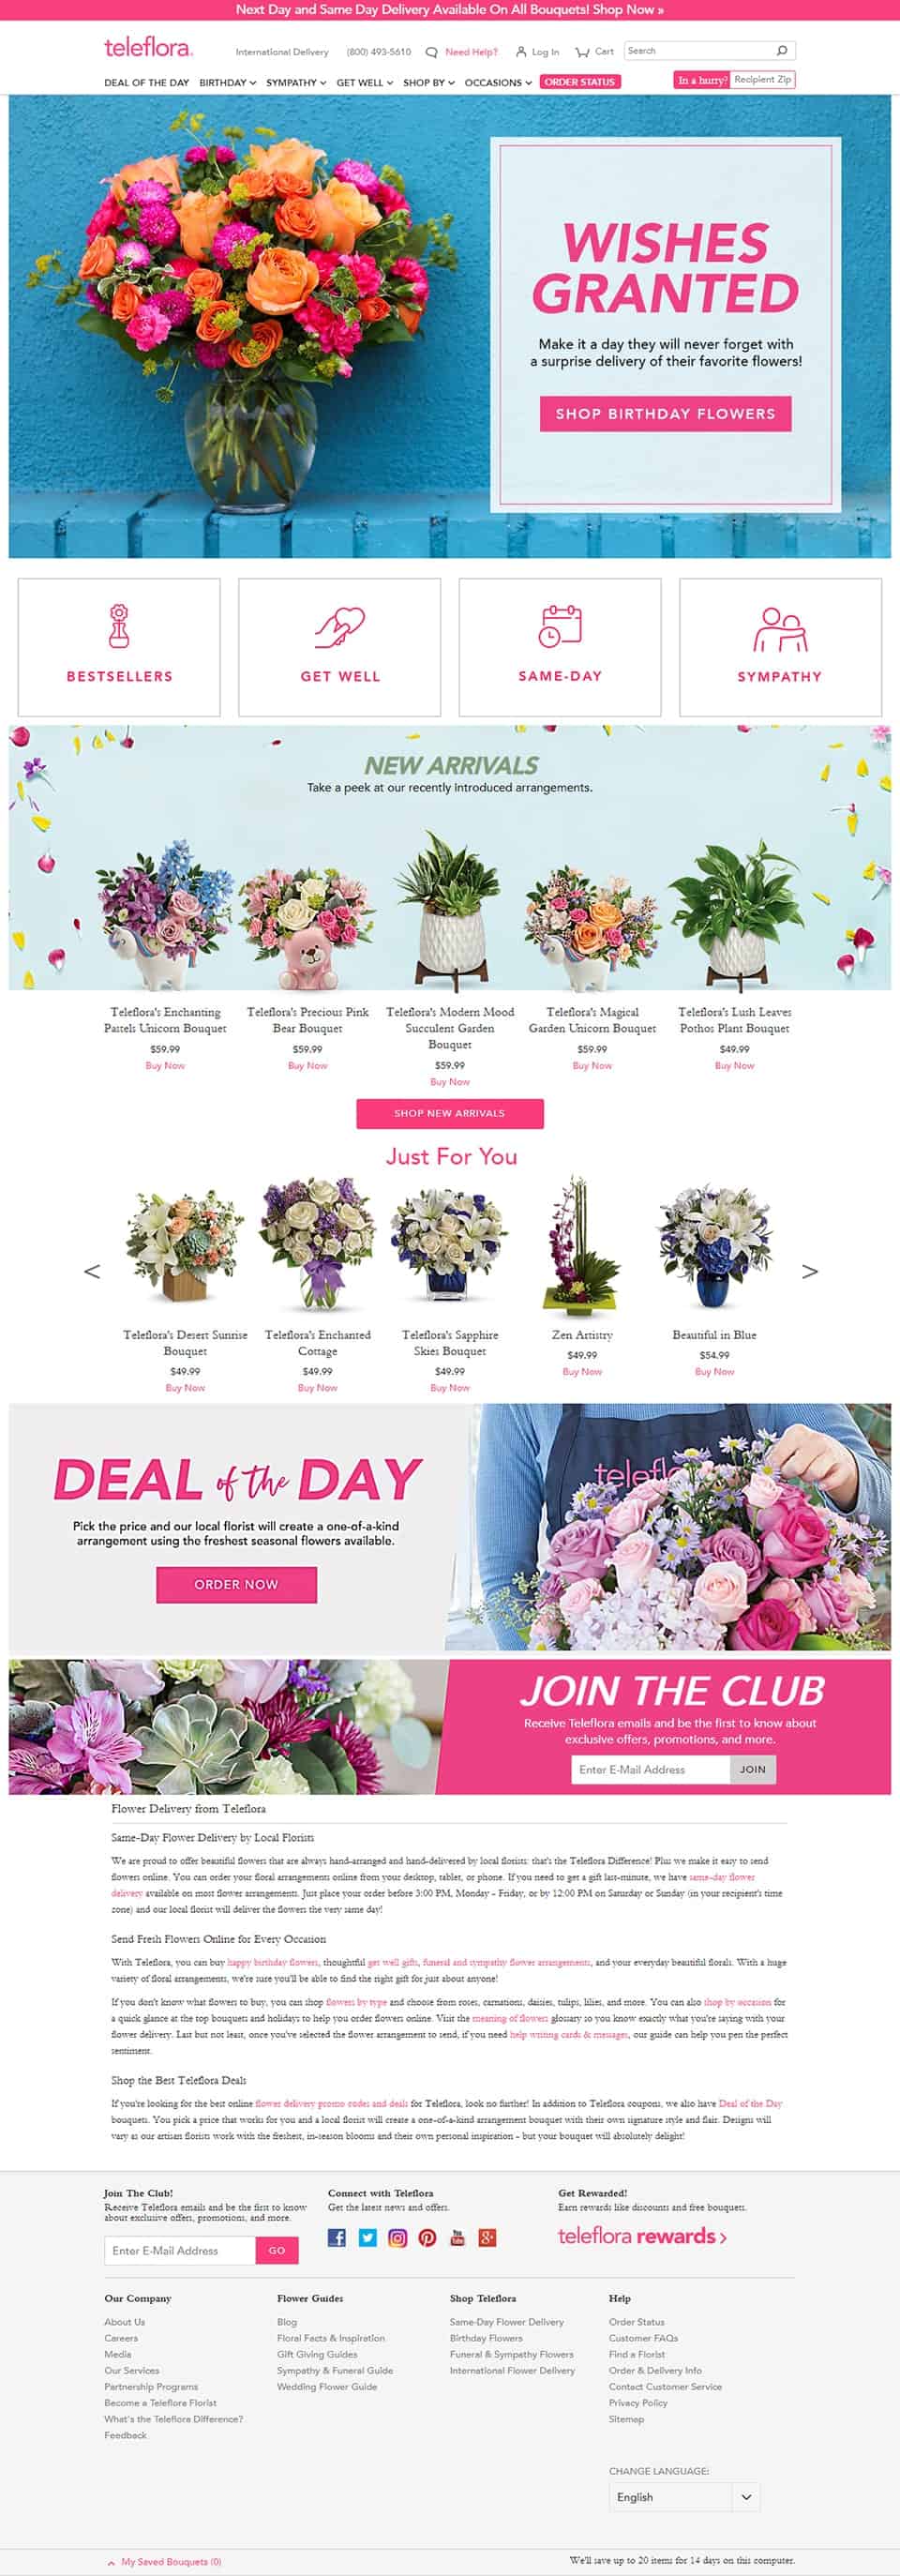 Next Day and Same Day Delivery Available On All Bouquets! Shop Now »
teleflora.
International Delivery
(800) 493-5610
Need Help?
Log In
Cart
Search
DEAL OF THE DAY
BIRTHDAY
SYMPATHY
GET WELL
SHOP BY
OCCASIONS
ORDER STATUS
In a hurry?
Recipient Zip
WISHES
GRANTED
Make it a day they will never forget with
a surprise delivery of their favorite flowers!
SHOP BIRTHDAY FLOWERS
BESTSELLERS
GET WELL
SAME-DAY
SYMPATHY
NEW ARRIVALS
Take a peek at our recently introduced arrangements.
Teleflora's Enchanting
Pastels Unicorn Bouquet
$59.99
Buy Now
Teleflora's Precious Pink
Bear Bouquet
$59.99
Buy Now
Teleflora's Modern Mood
Succulent Garden
Bouquet
$59.99
Buy Now
Teleflora's Magical
Garden Unicorn Bouquet
$59.99
Buy Now
Teleflora's Lush Leaves
Pothos Plant Bouquet
$49.99
Buy Now
SHOP NEW ARRIVALS
Just For You
<
Teleflora's Desert Sunrise
Bouquet
$49.99
Buy Now
Teleflora's Enchanted
Cottage
$49.99
Buy Now
Teleflora's Sapphire
Skies Bouquet
$49.99
Buy Now
Zen Artistry
$49.99
Buy Now
Beautiful in Blue
$54.99
Buy Now
>
DEAL of the DAY
Pick the price and our local florist will create a one-of-a-kind
arrangement using the freshest seasonal flowers available.
ORDER NOW
telefl
JOIN THE CLUB
Receive Teleflora emails and be the first to know about
exclusive offers, promotions, and more.
Enter E-Mail Address
JOIN
Flower Delivery from Teleflora
Same-Day Flower Delivery by Local Florists
We are proud to offer beautiful flowers that are always hand-arranged and hand-delivered by local florists: that's the Teleflora Difference! Plus we make it easy to send
flowers online. You can order your floral arrangements online from your desktop, tablet, or phone. If you need to get a gift last-minute, we have same-day flower
delivery available on most flower arrangements. Just place your order before 3:00 PM, Monday - Friday, or by 12:00 PM on Saturday or Sunday (in your recipient's time
zone) and our local florist will deliver the flowers the very same day!
Send Fresh Flowers Online for Every Occasion
With Teleflora, you can buy happy birthday flowers, thoughtful get well gifts, funeral and sympathy flower arrangements, and your everyday beautiful florals. With a huge
variety of floral arrangements, we're sure you'll be able to find the right gift for just about anyone!
If you don't know what flowers to buy, you can shop flowers by type and choose from roses, carnations, daisies, tulips, lilies, and more. You can also shop by occasion for
a quick glance at the top bouquets and holidays to help you order flowers online. Visit the meaning of flowers glossary so you know exactly what you're saying with your
flower delivery. Last but not least, once you've selected the flower arrangement to send, if you need help writing cards & messages, our guide can help you pen the perfect
sentiment.
Shop the Best Teleflora Deals
If you're looking for the best online flower delivery promo codes and deals for Teleflora, look no further! In addition to Teleflora coupons, we also have Deal of the Day
bouquets. You pick a price that works for you and a local florist will create a one-of-a-kind arrangement bouquet with their own signature style and flair. Designs will
vary as our artisan florists work with the freshest, in-season blooms and their own personal inspiration - but your bouquet will absolutely delight!
Join The Club!
Receive Teleflora emails and be the first to know
about exclusive offers, promotions, and more.
Enter E-Mail Address
GO
Connect with Teleflora
Get the latest news and offers.
Get Rewarded!
Earn rewards like discounts and free bouquets.
teleflora rewards >
Our Company
About Us
Careers
Media
Our Services
Partnership Programs
Become a Teleflora Florist
What's the Teleflora Difference?
Feedback
Flower Guides
Blog
Floral Facts & Inspiration
Gift Giving Guides
Sympathy & Funeral Guide
Wedding Flower Guide
Shop Teleflora
Same-Day Flower Delivery
Birthday Flowers
Funeral & Sympathy Flowers
International Flower Delivery
Help
Order Status
Customer FAQs
Find a Florist
Order & Delivery Info
Contact Customer Service
Privacy Policy
Sitemap
CHANGE LANGUAGE:
English
My Saved Bouquets (0)
We'll save up to 20 items for 14 days on this computer.